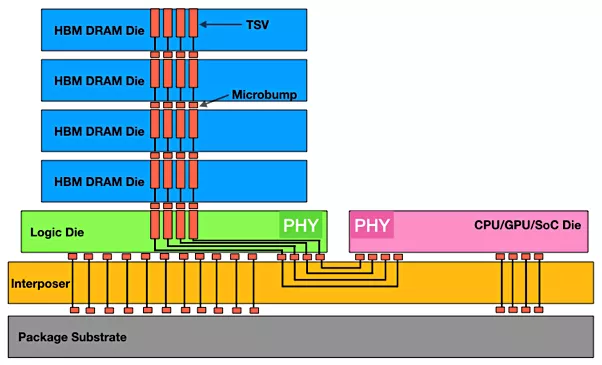 HBM DRAM Die
TSV
HBM DRAM Die
Microbump
HBM DRAM Die
HBM DRAM Die
Logic Die
PHY
PHY
CPU/GPU/SoC Die
Interposer
Package Substrate